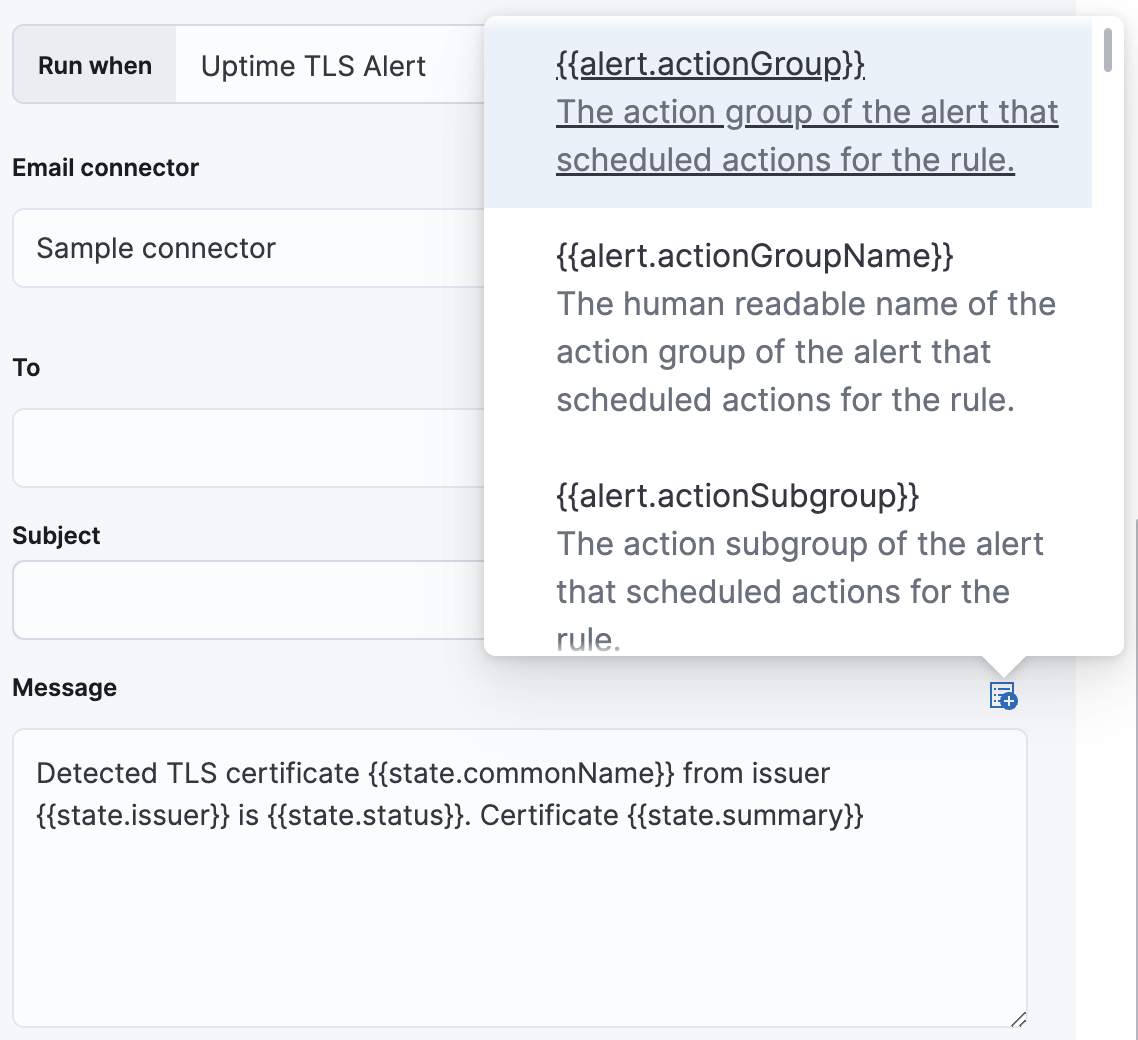 Run when
Uptime TLS Alert
Email connector
Sample connector
To
Subject
Message
Detected TLS certificate {{state.commonName}} from issuer
{{state.issuer}} is {{state.status}}. Certificate {{state.summary}}
{{alert.actionGroup}}
The action group of the alert that
scheduled actions for the rule.
{{alert.actionGroupName}}
The human readable name of the
action group of the alert that
scheduled actions for the rule.
{{alert.actionSubgroup}}
The action subgroup of the alert
that scheduled actions for the
rule.